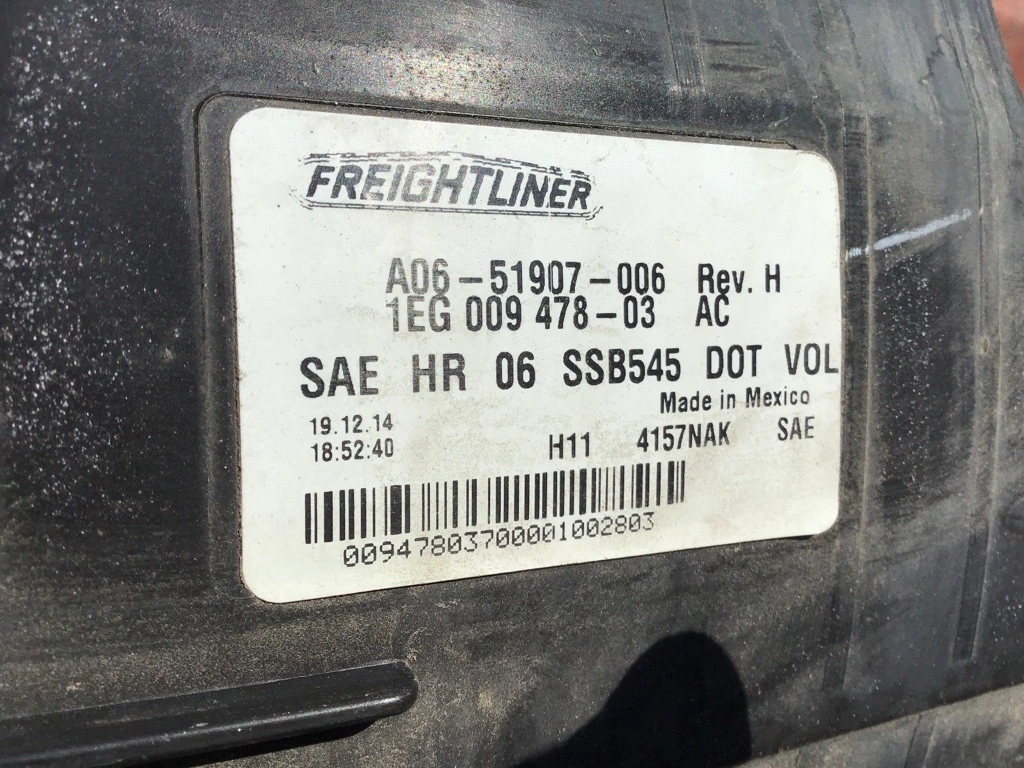 FREIGHTLINER
A06-51907-006 Rev. H
1EG 009 478-03 AC
SAE HR 06 SSB545 DOT VOL
Made in Mexico
19.12.14
18:52:40
H11 4157NAK SAE
00947803700001002803